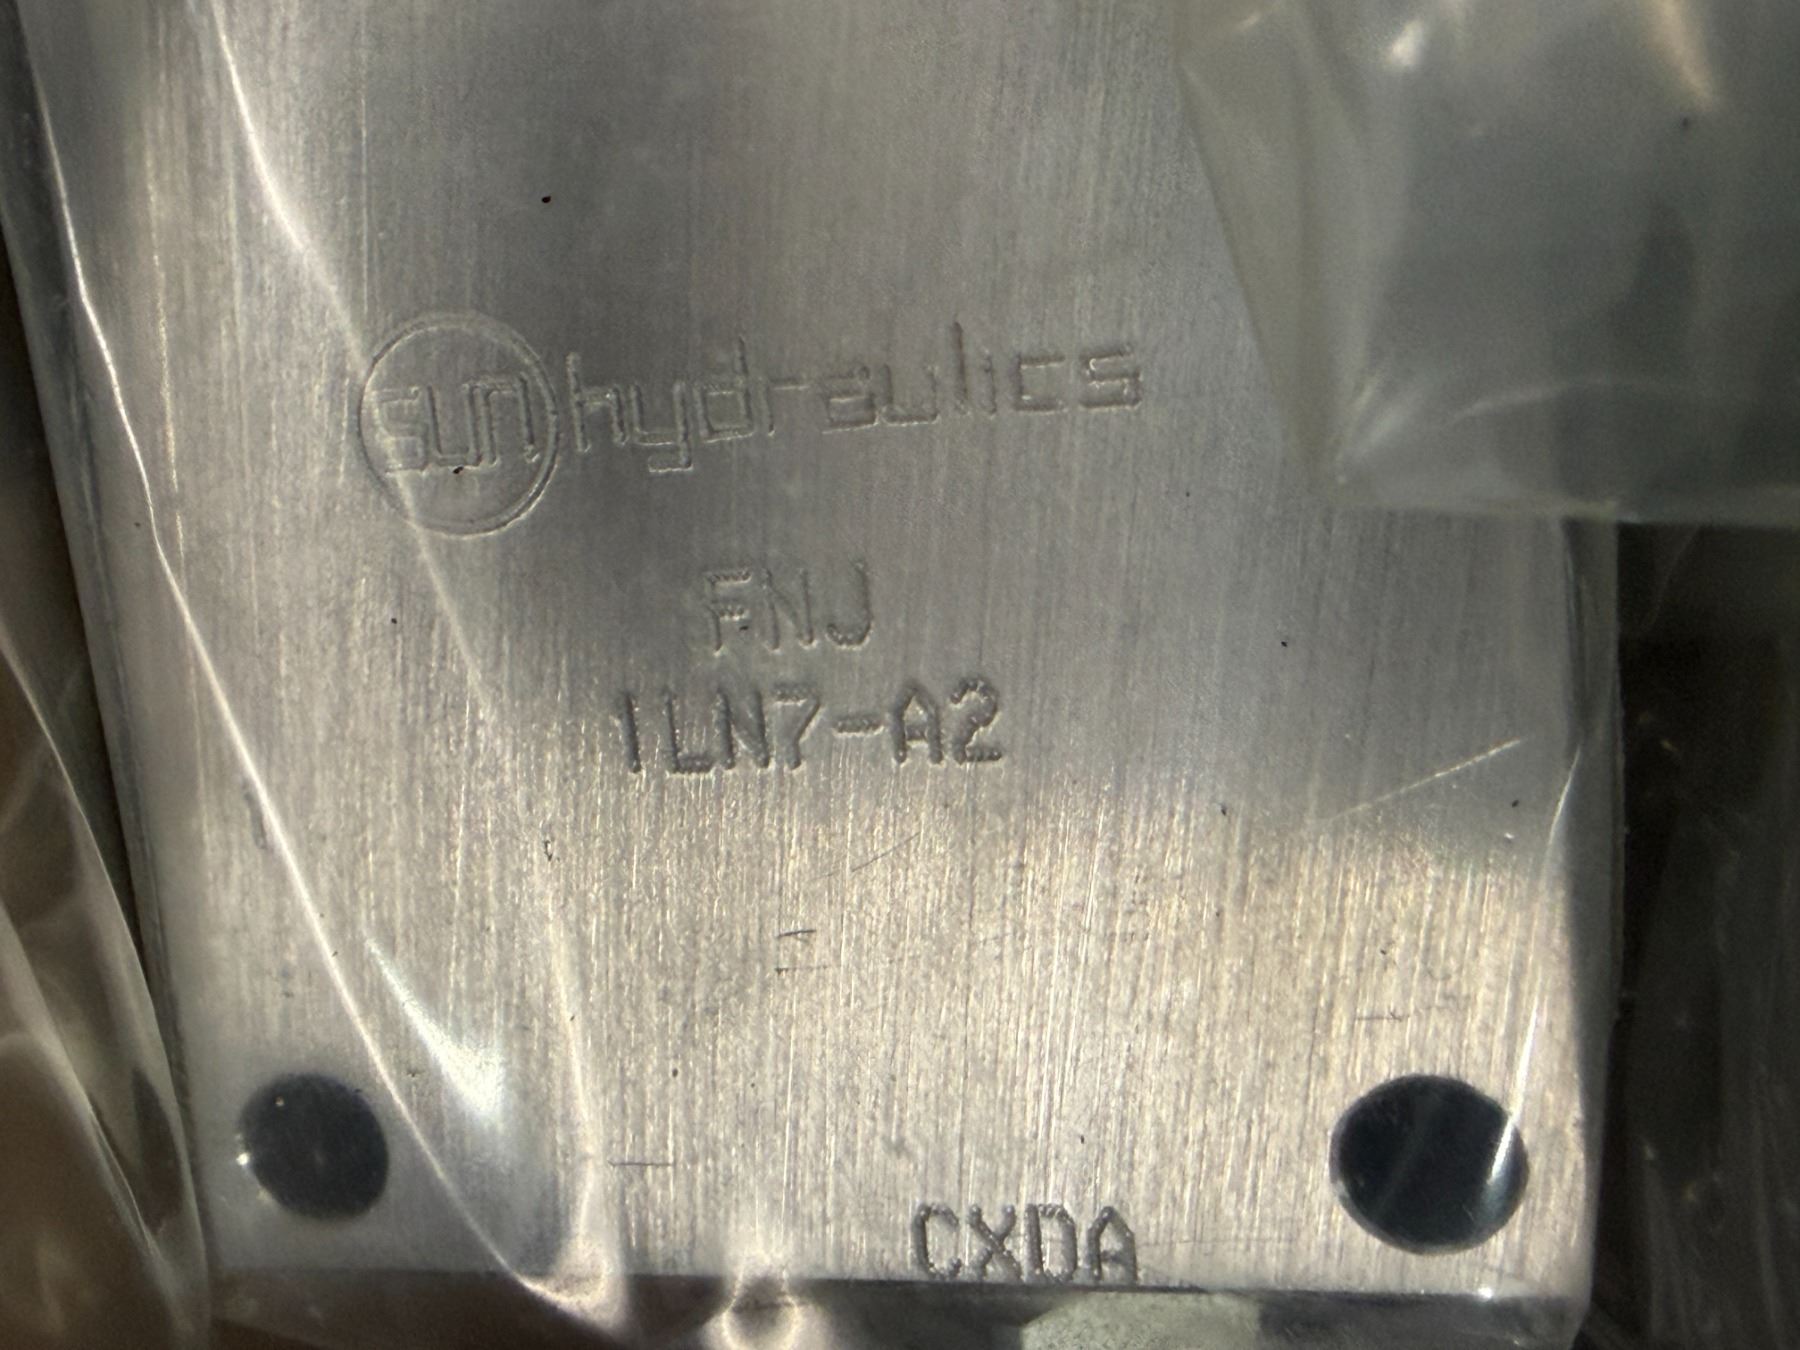 sun hydraulics
FNJ
1LN7-A2
CXDA